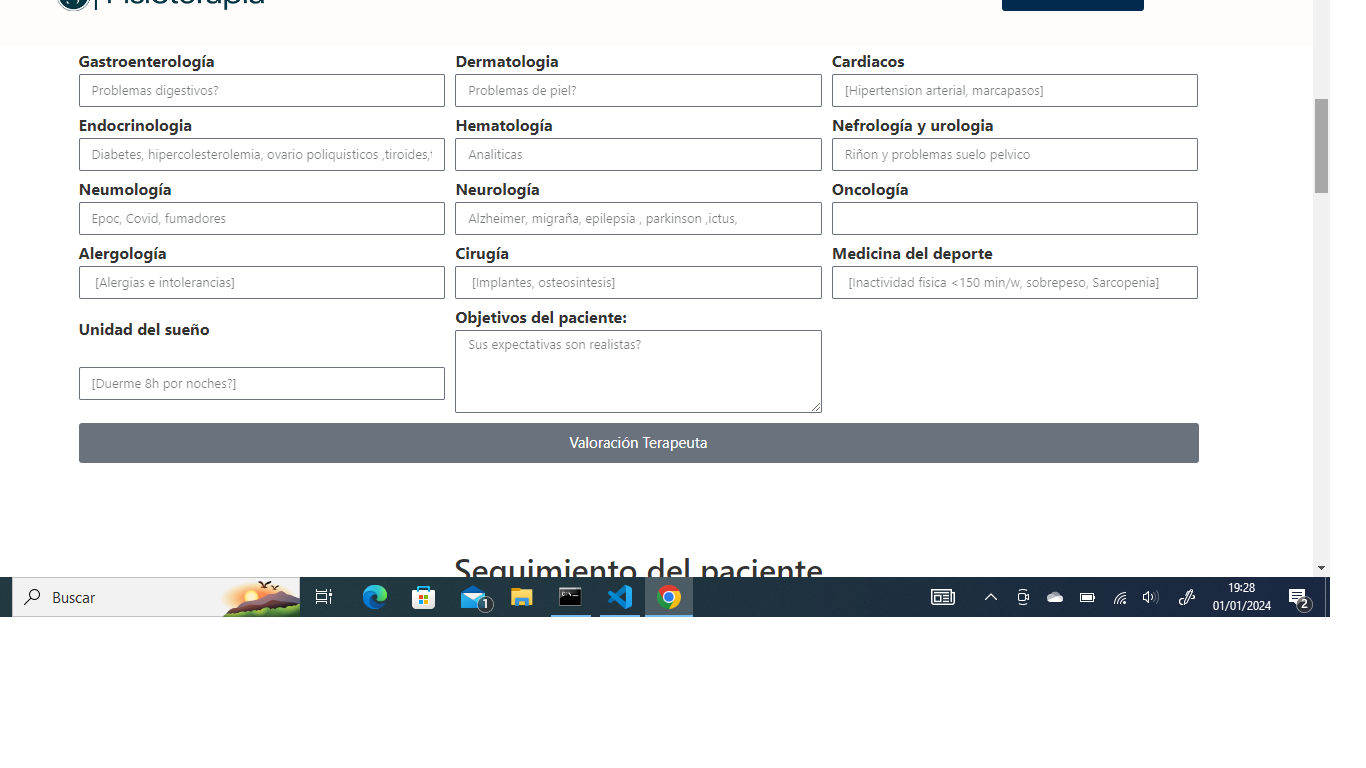 Fisioterapia
Gastroenterología Dermatologia Cardiacos
Problemas digestivos? Problemas de piel? [Hipertension arterial, marcapasos]
Endocrinologia Hematología Nefrología y urologia
Diabetes, hipercolesterolemia, ovario poliquisticos ,tiroides, Analiticas Riñon y problemas suelo pelvico
Neumología Neurología Oncología
Epoc, Covid, fumadores Alzheimer, migraña, epilepsia , parkinson ,ictus,
Alergología Cirugía Medicina del deporte
[Alergias e intolerancias] [Implantes, osteosintesis] [Inactividad fisica <150 min/w, sobrepeso, Sarcopenia]
Unidad del sueño Objetivos del paciente:
Sus expectativas son realistas?
[Duerme 8h por noches?]
Valoración Terapeuta
Seguimiento del paciente
Buscar
1
19:28
01/01/2024
2